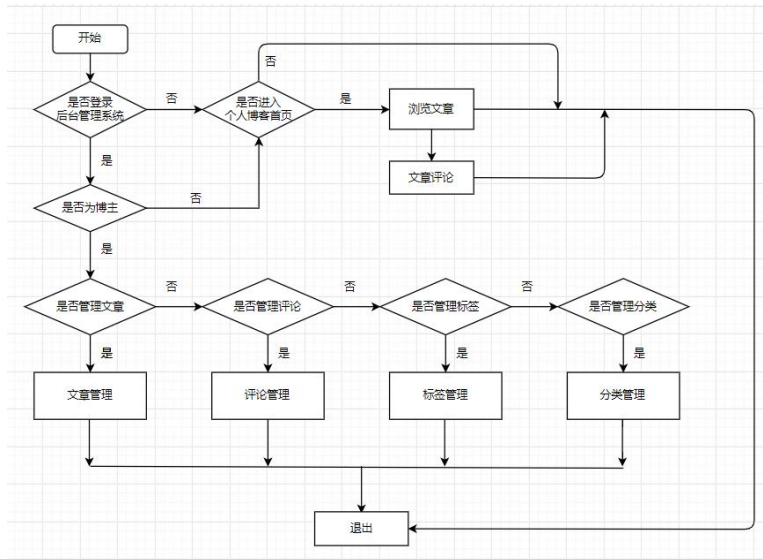 开始
否
是否登录
后台管理系统
否
是否进入
个人博客首页
是
浏览文章
是
文章评论
是否为博主
否
是
是否管理文章
否
是否管理评论
否
是否管理标签
否
是否管理分类
是
是
是
是
文章管理
评论管理
标签管理
分类管理
退出